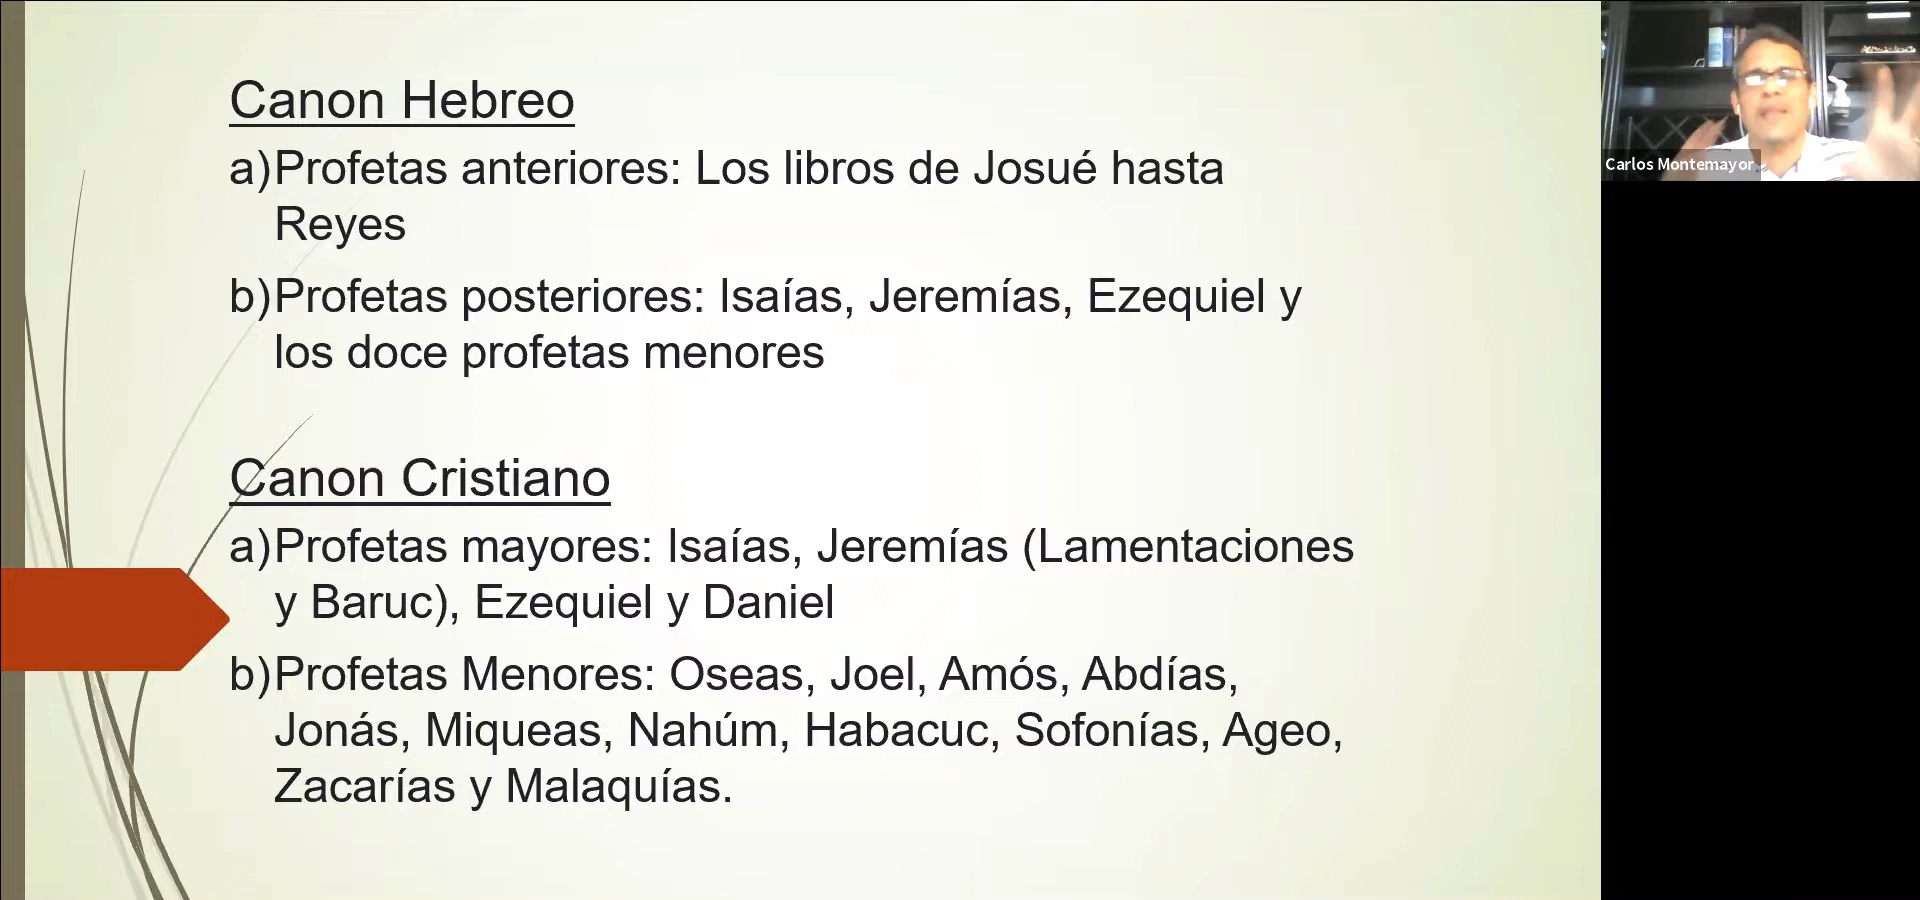 Canon Hebreo
a) Profetas anteriores: Los libros de Josué hasta
Reyes
b) Profetas posteriores: Isaías, Jeremías, Ezequiel y
los doce profetas menores
Canon Cristiano
a) Profetas mayores: Isaías, Jeremías (Lamentaciones
y Baruc), Ezequiel y Daniel
b) Profetas Menores: Oseas, Joel, Amós, Abdías,
Jonás, Miqueas, Nahúm, Habacuc, Sofonías, Ageo,
Zacarías y Malaquías.
Carlos Montemayor